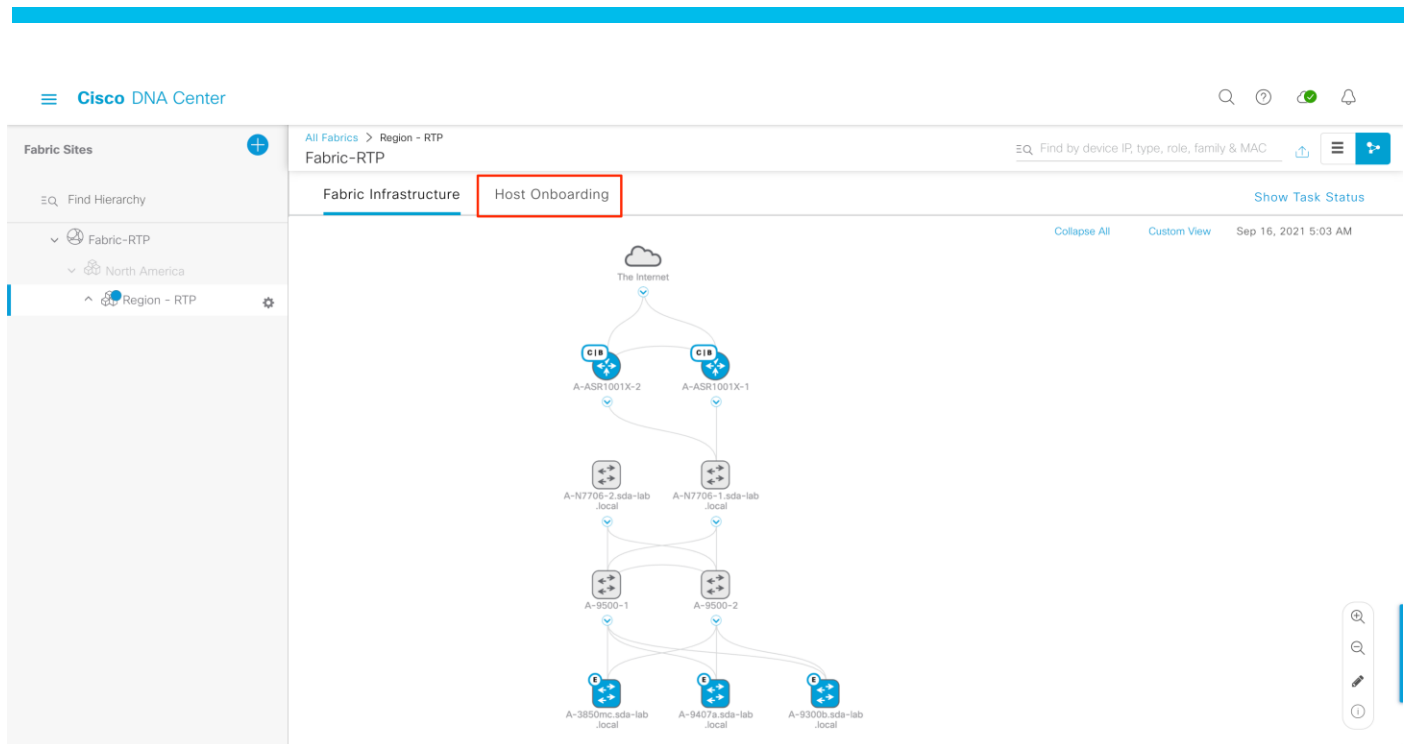 Cisco DNA Center
Fabric Sites
All Fabrics > Region - RTP
Fabric-RTP
Find by device IP, type, role, family & MAC
Find Hierarchy
Fabric Infrastructure
Host Onboarding
Show Task Status
Fabric-RTP
North America
Region - RTP
Collapse All
Custom View
Sep 16, 2021 5:03 AM
The Internet
C|B
C|B
A-ASR1001X-2
A-ASR1001X-1
A-N7706-2.sda-lab
.local
A-N7706-1.sda-lab
.local
A-9500-1
A-9500-2
E
E
E
A-3850mc.sda-lab
.local
A-9407a.sda-lab
.local
A-9300b.sda-lab
.local